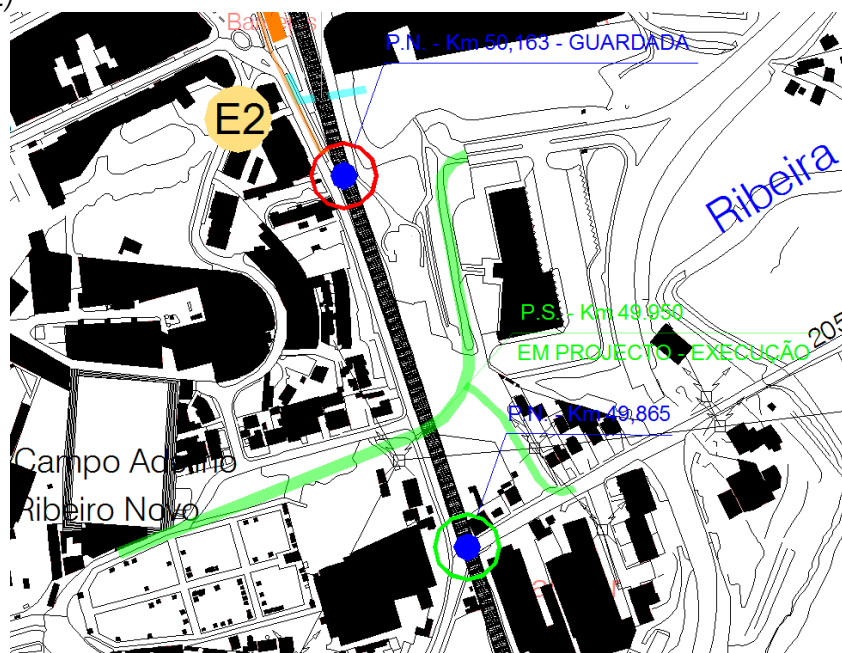 P.N. - Km 50,163 - GUARDADA
E2
Ribeira
P.S. - Km 49.950
EM PROJECTO - EXECUÇÃO
205
P.N. - Km 49,865
Campo Adelino
Ribeiro Novo